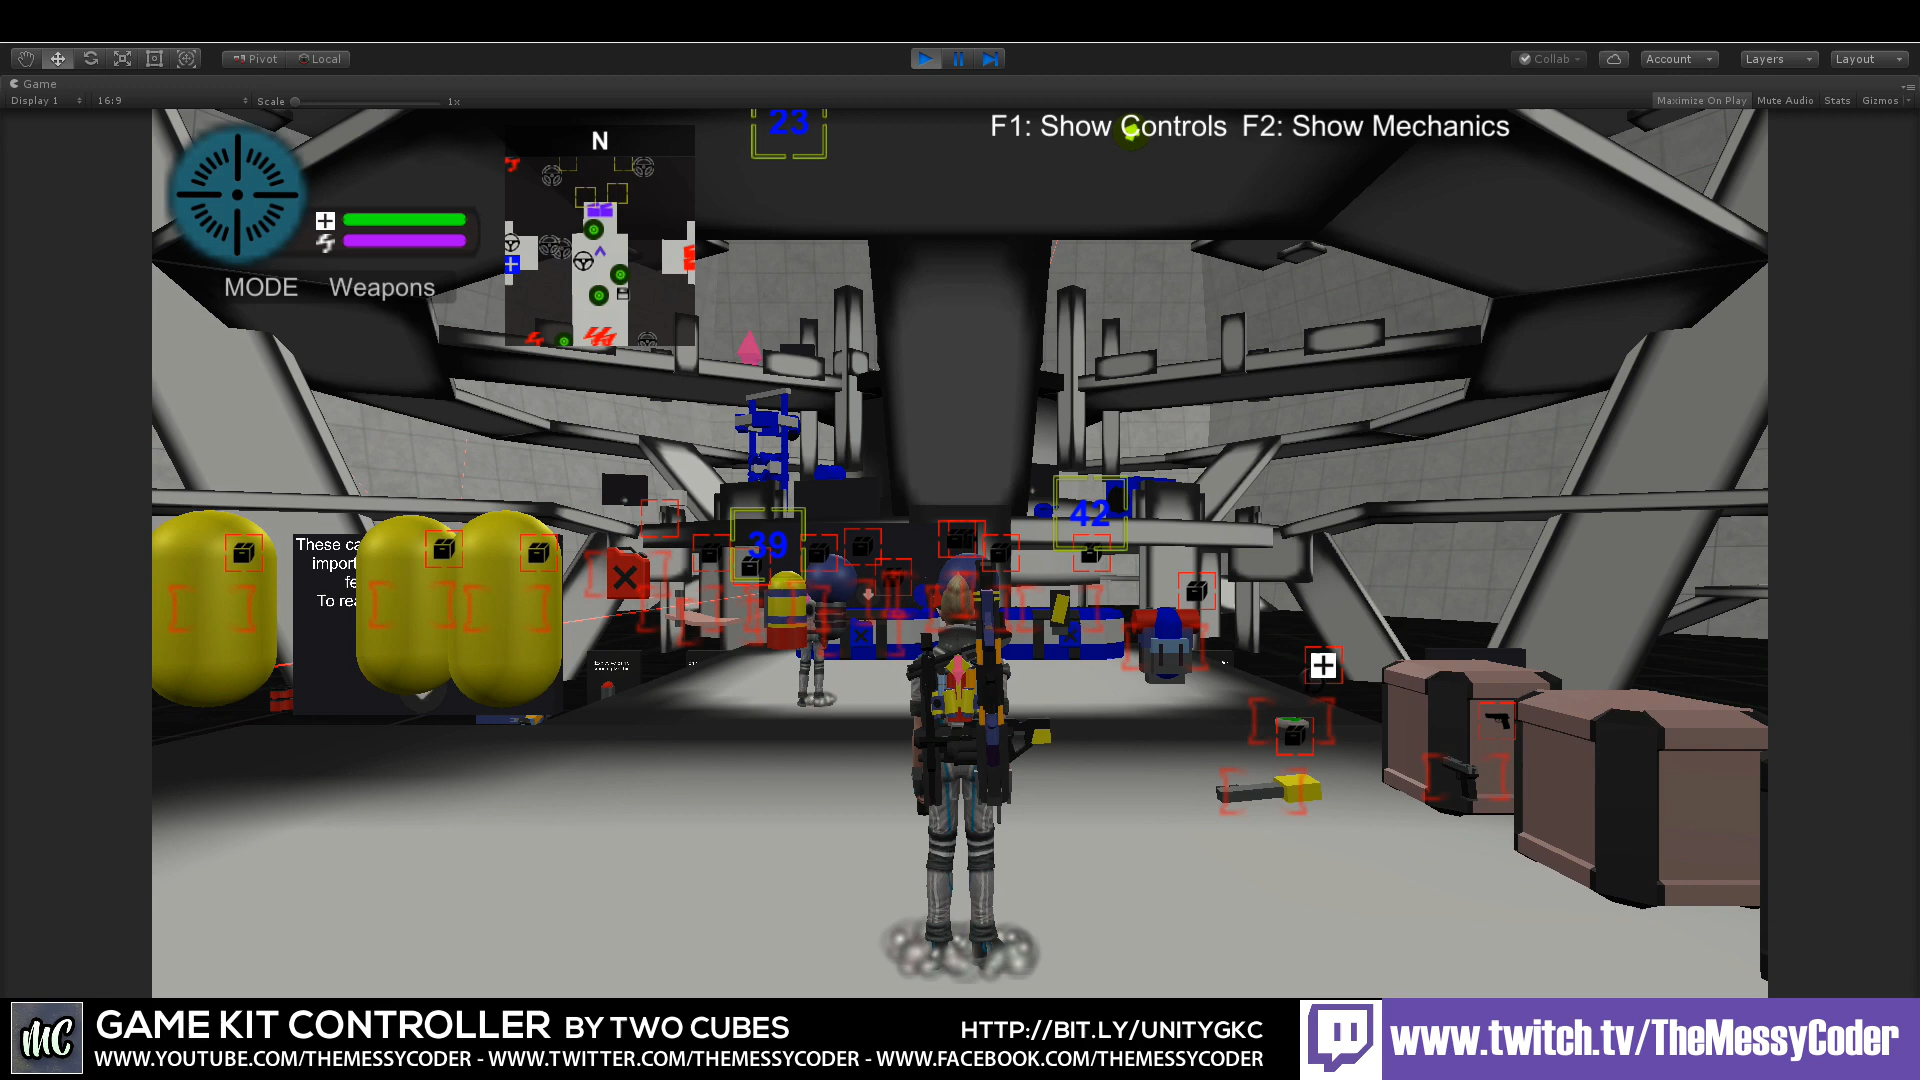 Pivot Local
Collab Account Layers Layout
Game
Display 1 16:9 Scale 1x
Maximize On Play Mute Audio Stats Gizmos
23
F1: Show Controls F2: Show Mechanics
N
MODE Weapons
42
39
These ca
import
fe
To rea
MC
GAME KIT CONTROLLER BY TWO CUBES
HTTP://BIT.LY/UNITYGKC
WWW.YOUTUBE.COM/THEMESSYCODER - WWW.TWITTER.COM/THEMESSYCODER - WWW.FACEBOOK.COM/THEMESSYCODER
www.twitch.tv/TheMessyCoder